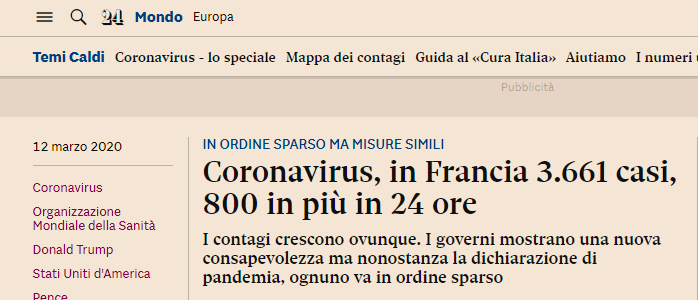 24 Mondo Europa
Temi Caldi Coronavirus - lo speciale Mappa dei contagi Guida al «Cura Italia» Aiutiamo I numeri
Pubblicità
12 marzo 2020
Coronavirus
Organizzazione
Mondiale della Sanità
Donald Trump
Stati Uniti d'America
Pence
IN ORDINE SPARSO MA MISURE SIMILI
Coronavirus, in Francia 3.661 casi,
800 in più in 24 ore
I contagi crescono ovunque. I governi mostrano una nuova
consapevolezza ma nonostanza la dichiarazione di
pandemia, ognuno va in ordine sparso